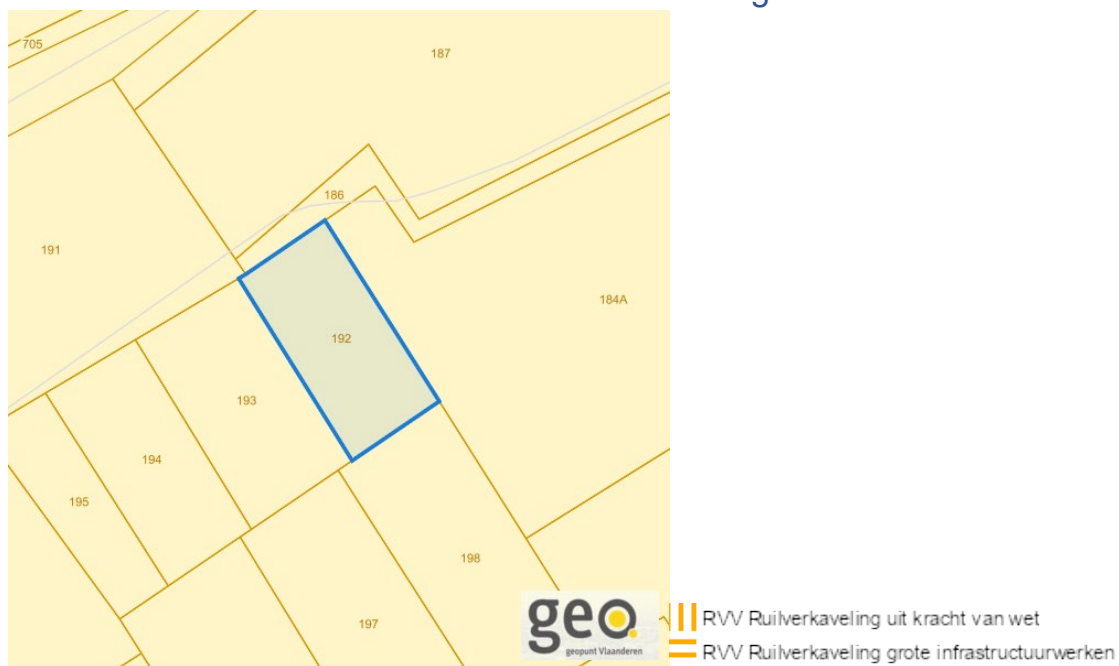 g
705
187
186
191
184A
192
193
194
195
198
197
geo
geopunt Vlaanderen
RVV Ruilverkaveling uit kracht van wet
RVV Ruilverkaveling grote infrastructuurwerken